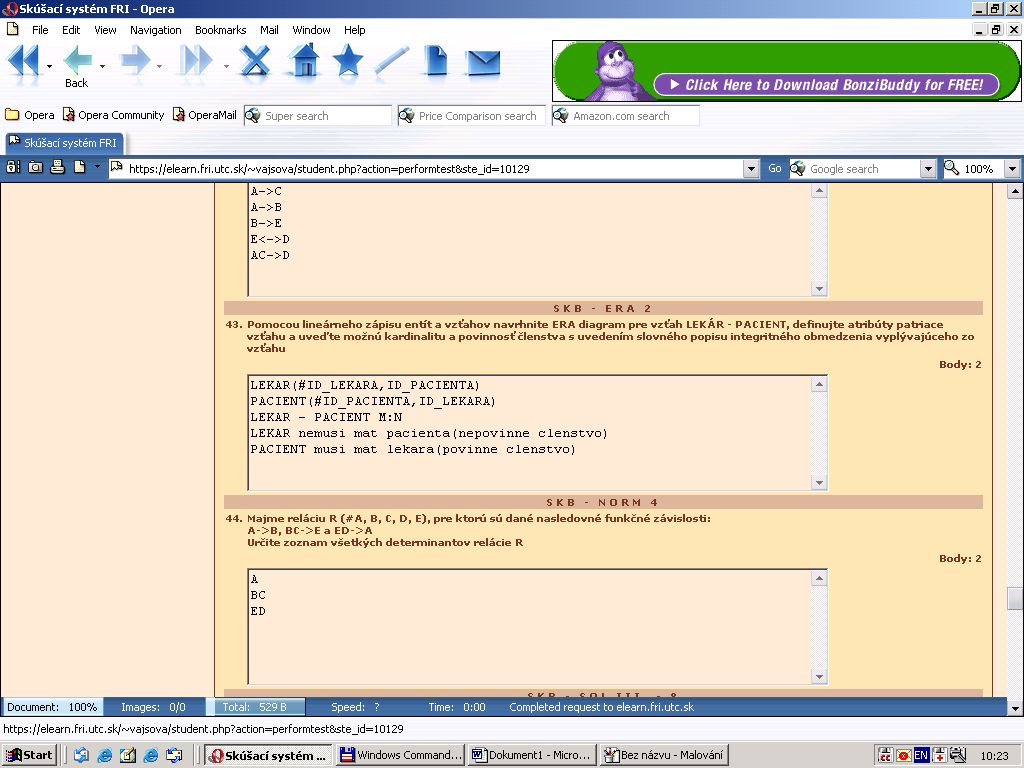 Skúšací systém FRI - Opera
File Edit View Navigation Bookmarks Mail Window Help
Back
Click Here to Download BonziBuddy for FREE!
Opera Opera Community OperaMail Super search Price Comparison search Amazon.com search
Skúšací systém FRI
https://elearn.fri.utc.sk/~vajsova/student.php?action=performtest&ste_id=10129 Go Google search 100%
A->C
A->B
B->E
E<->D
AC->D
SKB - ERA 2
43. Pomocou lineárneho zápisu entít a vzťahov navrhnite ERA diagram pre vzťah LEKÁR - PACIENT, definujte atribúty patriace
vzťahu a uveďte možnú kardinalitu a povinnosť členstva s uvedením slovného popisu integritného obmedzenia vyplývajúceho zo
vzťahu
Body: 2
LEKAR(#ID_LEKARA,ID_PACIENTA)
PACIENT(#ID_PACIENTA,ID_LEKARA)
LEKAR - PACIENT M:N
LEKAR nemusi mat pacienta(nepovinne clenstvo)
PACIENT musi mat lekara(povinne clenstvo)
SKB - NORM 4
44. Majme reláciu R (#A, B, C, D, E), pre ktorú sú dané nasledovné funkčné závislosti:
A->B, BC->E a ED->A
Určite zoznam všetkých determinantov relácie R
Body: 2
A
BC
ED
SKB - SQL III. - 8
Document: 100% Images: 0/0 Total: 529 B Speed: ? Time: 0:00 Completed request to elearn.fri.utc.sk
https://elearn.fri.utc.sk/~vajsova/student.php?action=performtest&ste_id=10129
Start Skúšací systém ... Windows Command... Dokument1 - Micro... Bez názvu - Malování EN 10:23